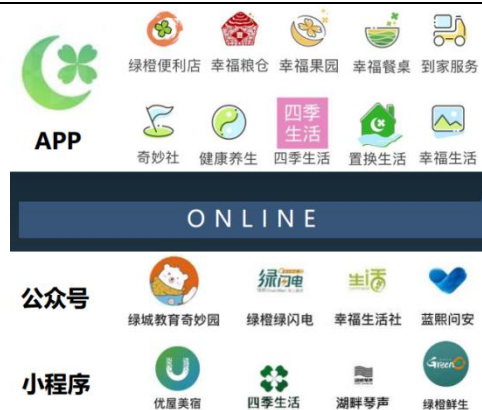 绿橙便利店 幸福粮仓 幸福果园 幸福餐桌 到家服务
APP
四季
生活
奇妙社 健康养生 四季生活 置换生活 幸福生活
ONLINE
公众号
绿闪电 生活
绿城教育奇妙园 绿橙绿闪电 幸福生活社 蓝熙问安
小程序
Green
优屋美宿 四季生活 湖畔琴声 绿橙鲜生